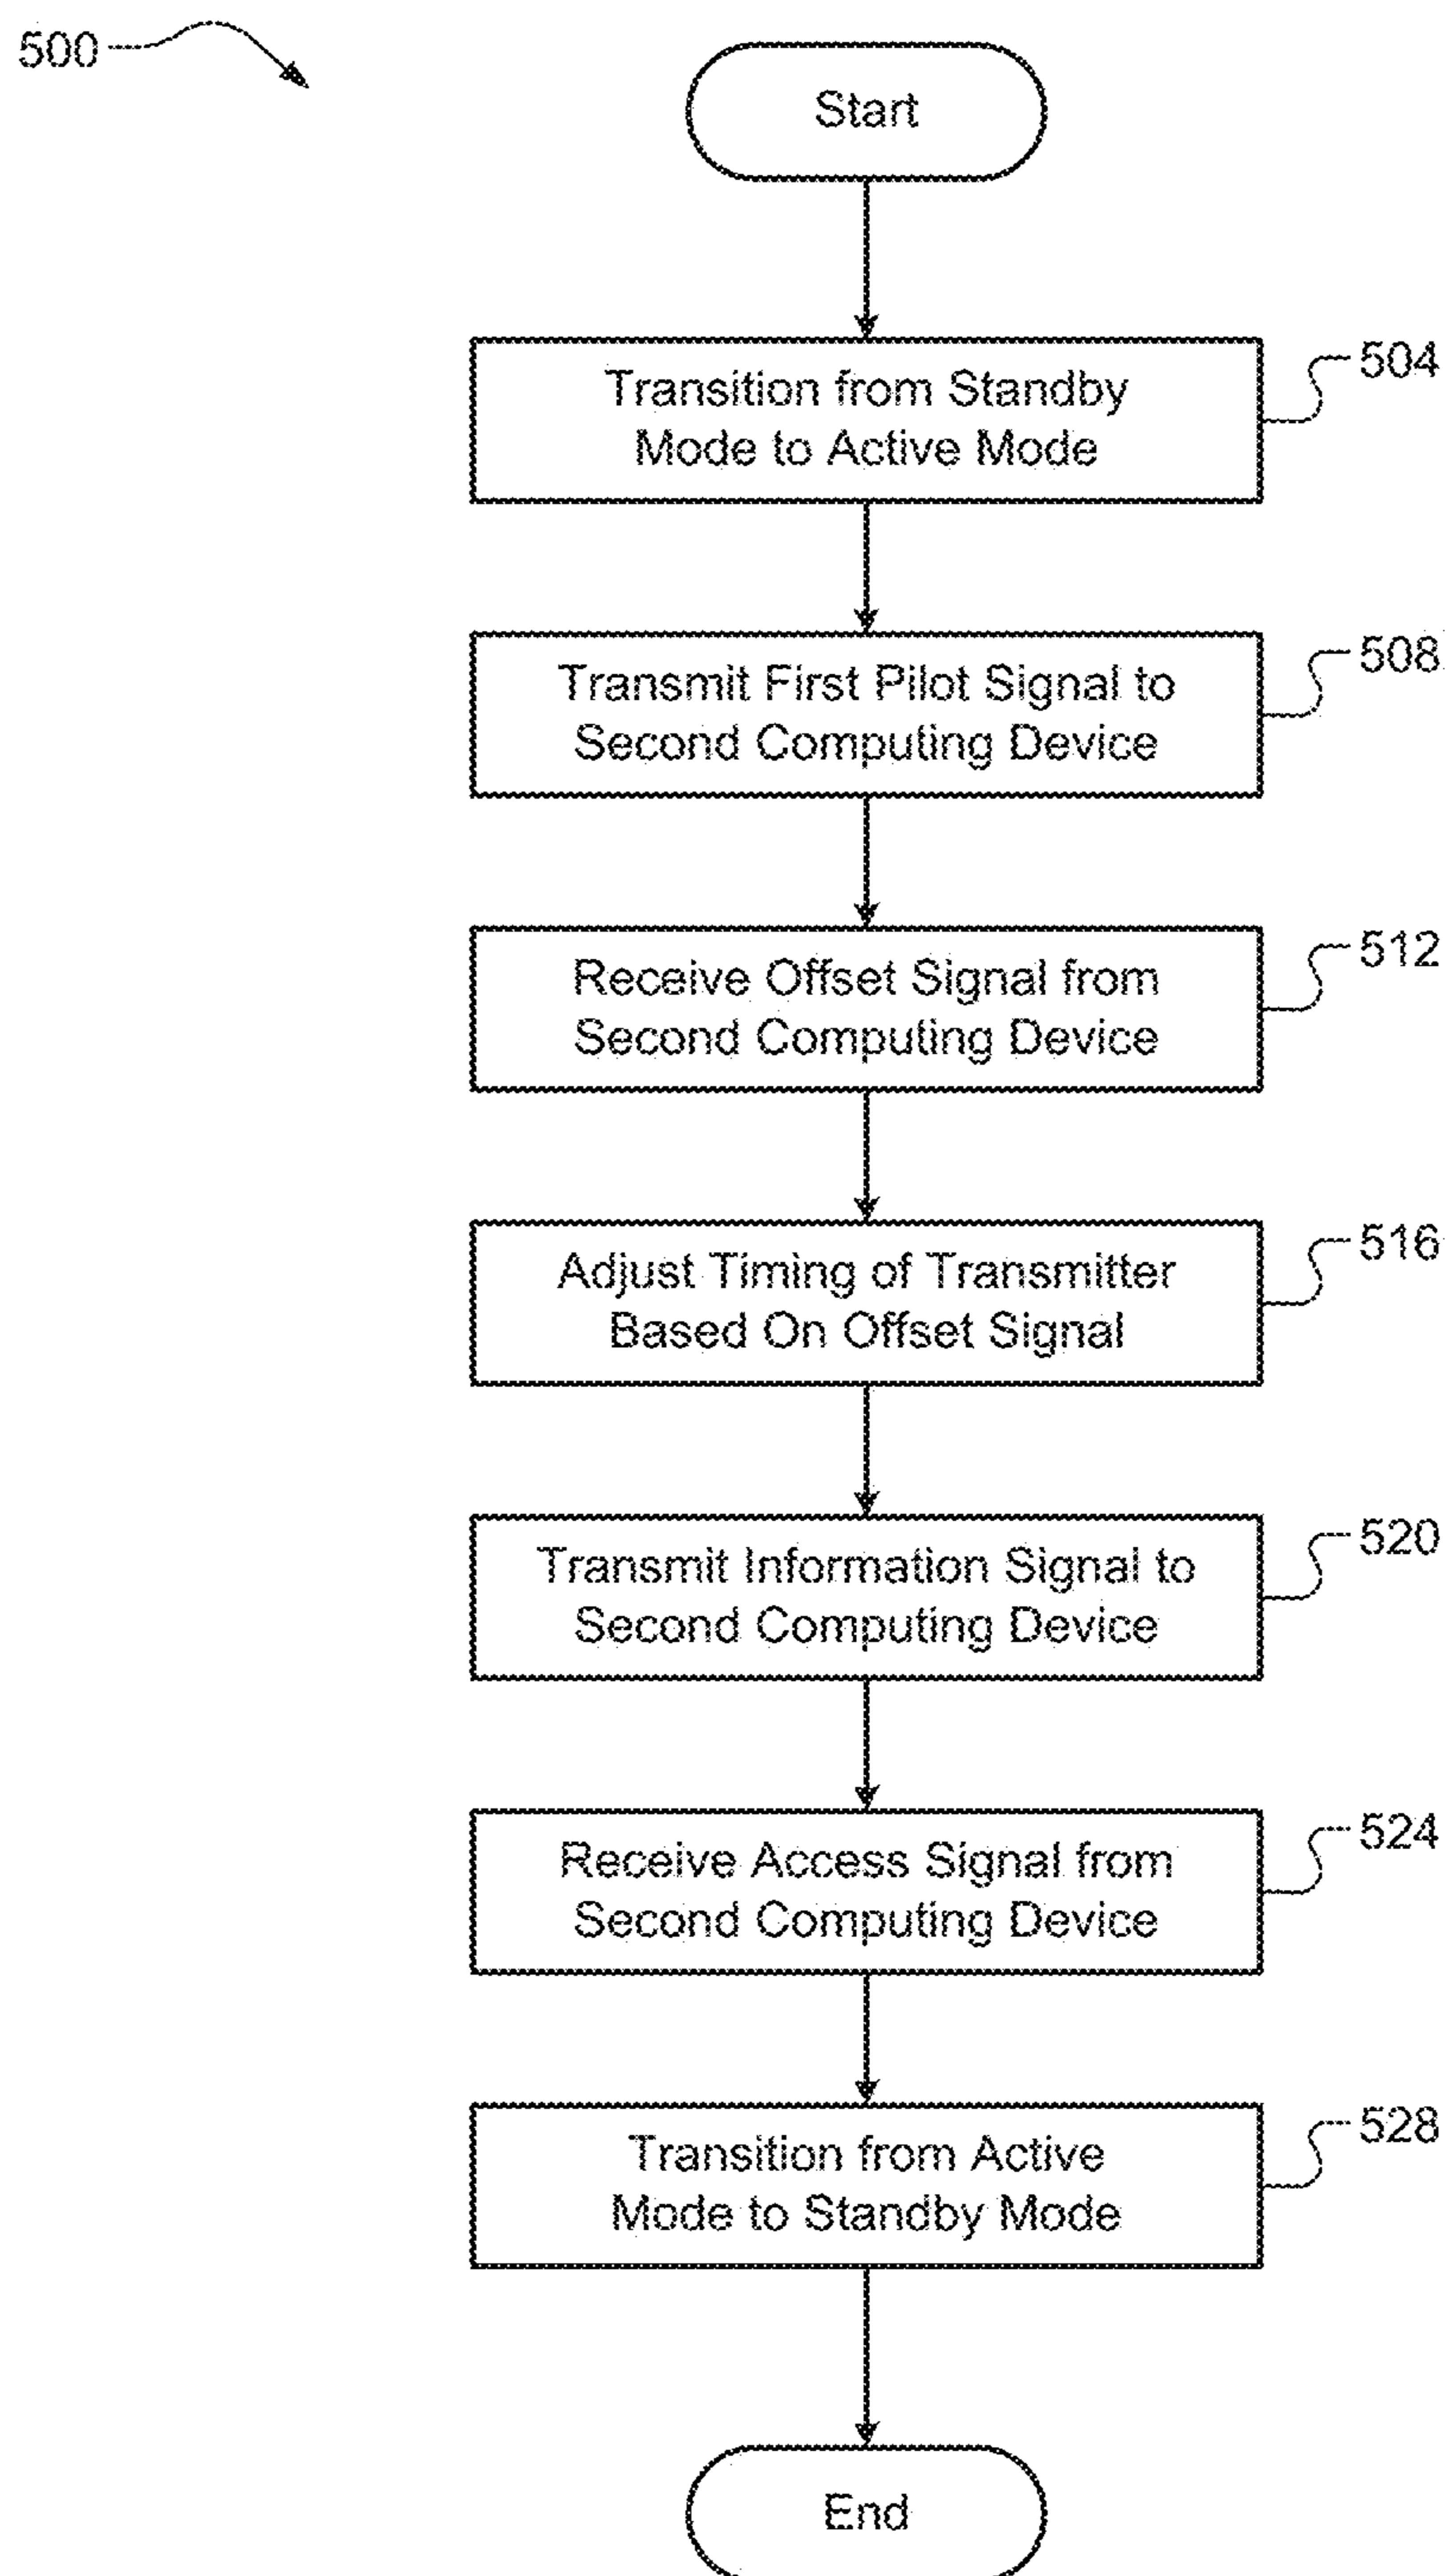 500
Start
Transition from Standby
Mode to Active Mode
504
Transmit First Pilot Signal to
Second Computing Device
508
Receive Offset Signal from
Second Computing Device
512
Adjust Timing of Transmitter
Based On Offset Signal
516
Transmit Information Signal to
Second Computing Device
520
Receive Access Signal from
Second Computing Device
524
Transition from Active
Mode to Standby Mode
528
End